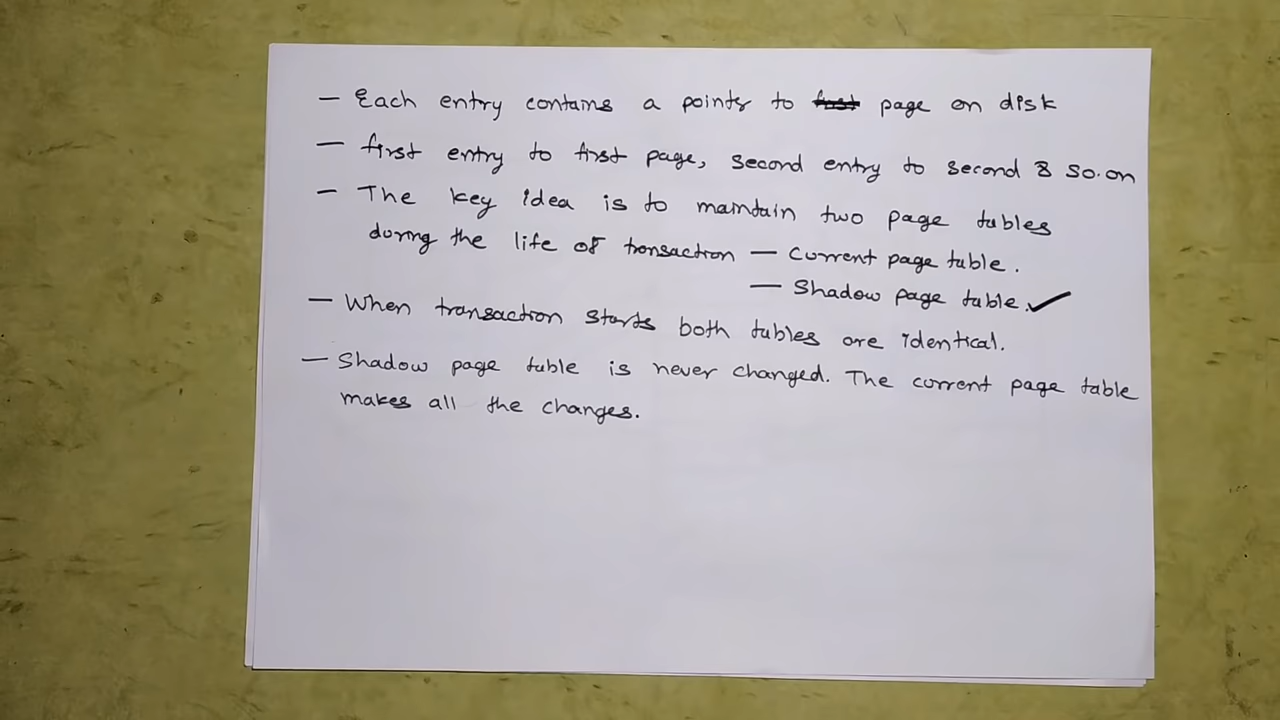 – Each entry contains a pointer to page on disk
– first entry to first page, second entry to second & so.on
– The key idea is to maintain two page tables
during the life of transaction – Current page table.
– Shadow page table.✓
– When transaction starts both tables are identical.
– Shadow page table is never changed. The current page table
makes all the changes.